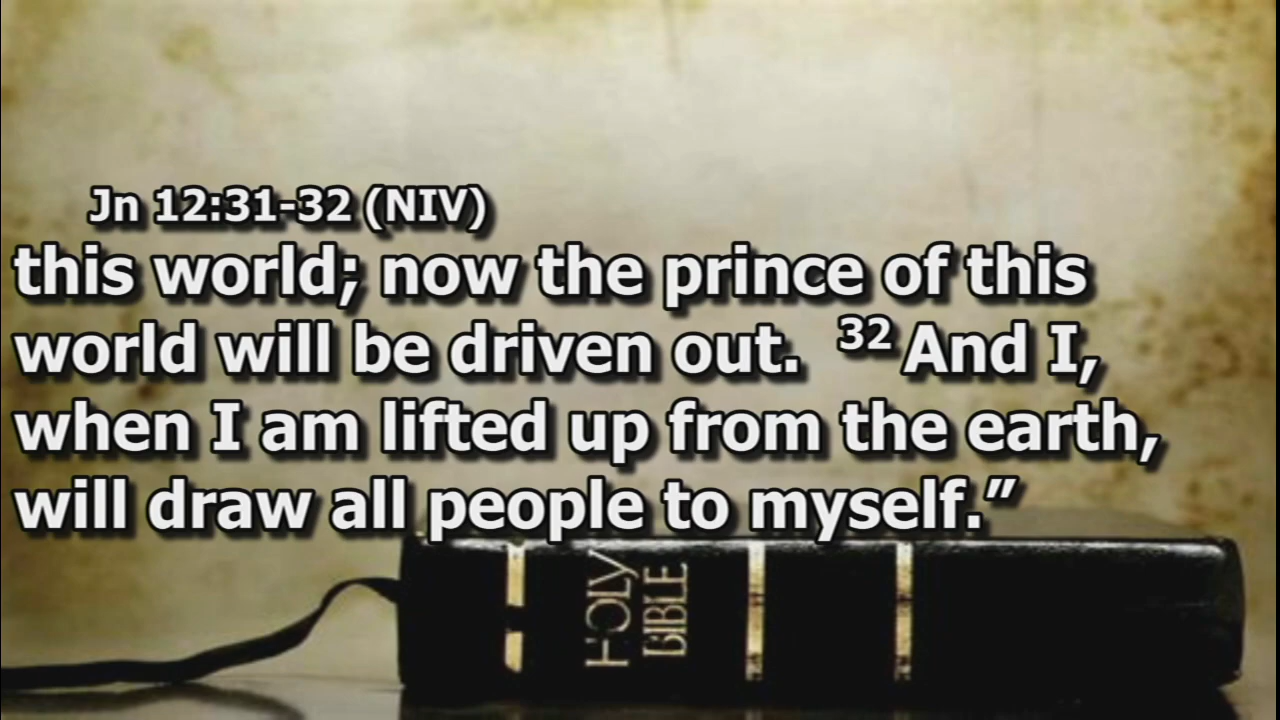 Jn 12:31-32 (NIV)
this world; now the prince of this
world will be driven out. ³² And I,
when I am lifted up from the earth,
will draw all people to myself.”
HOLY
BIBLE